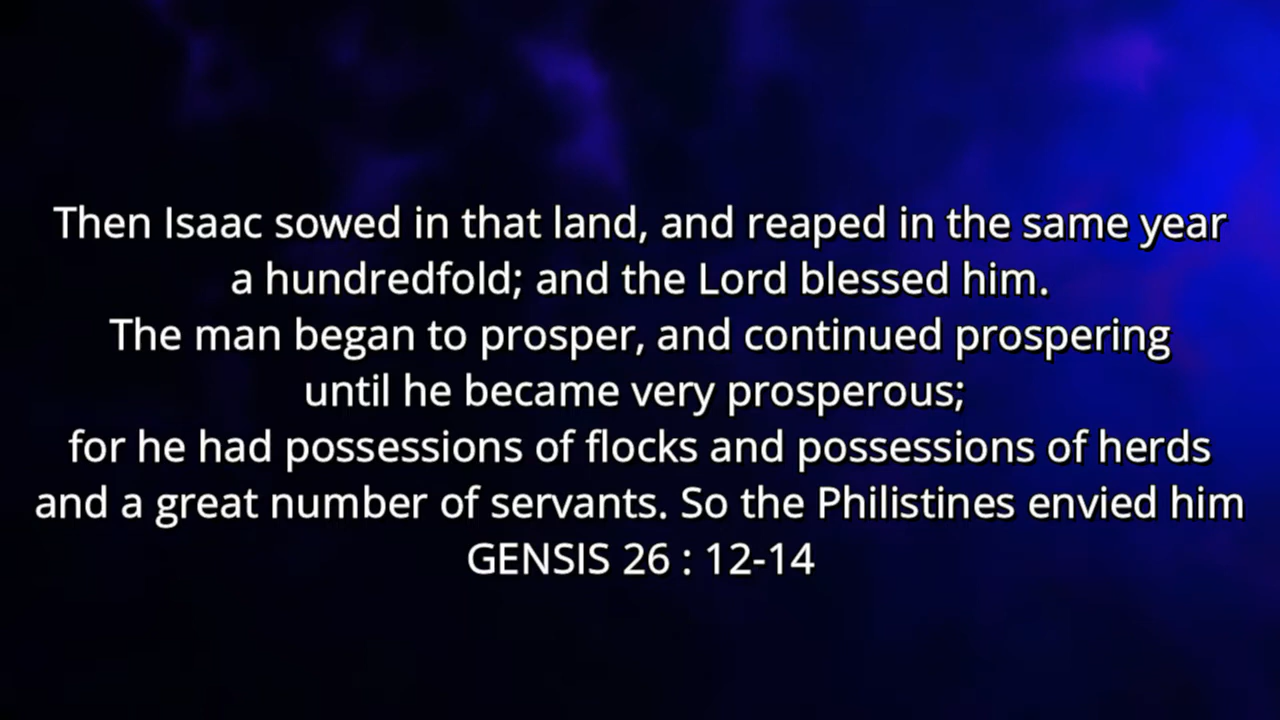 Then Isaac sowed in that land, and reaped in the same year
a hundredfold; and the Lord blessed him.
The man began to prosper, and continued prospering
until he became very prosperous;
for he had possessions of flocks and possessions of herds
and a great number of servants. So the Philistines envied him
GENSIS 26 : 12-14